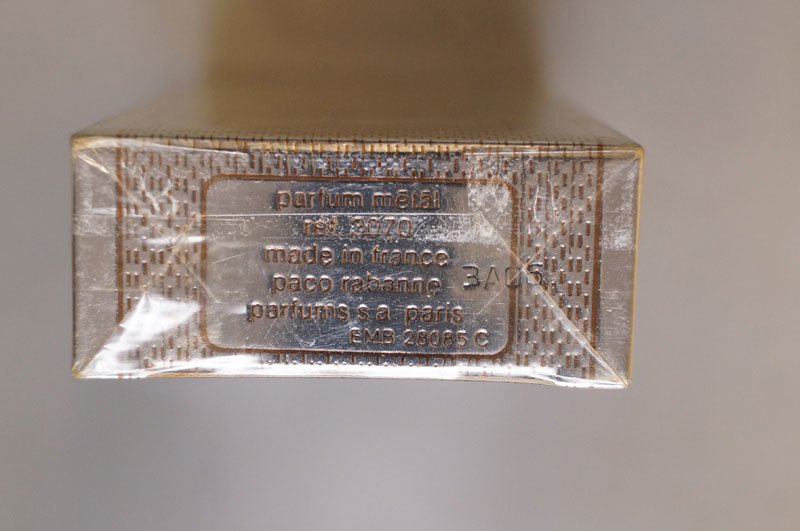 parfum métal
réf. 3070
made in france
paco rabanne 3A05
parfums s.a. paris
EMB 28085 C